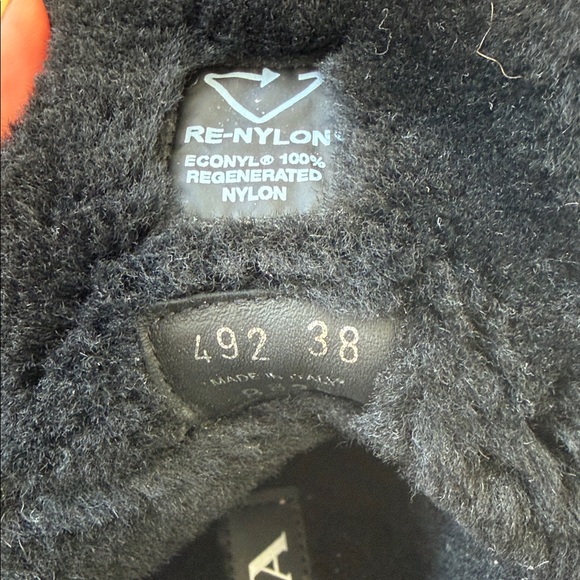 RE-NYLON
ECONYL® 100%
REGENERATED
NYLON
492 38
MADE IN ITALY
A